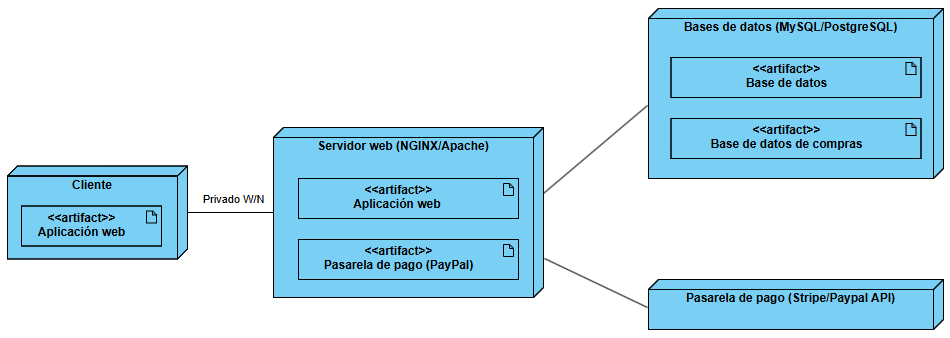 Cliente
<<artifact>>
Aplicación web
Privado W/N
Servidor web (NGINX/Apache)
<<artifact>>
Aplicación web
<<artifact>>
Pasarela de pago (PayPal)
Bases de datos (MySQL/PostgreSQL)
<<artifact>>
Base de datos
<<artifact>>
Base de datos de compras
Pasarela de pago (Stripe/Paypal API)